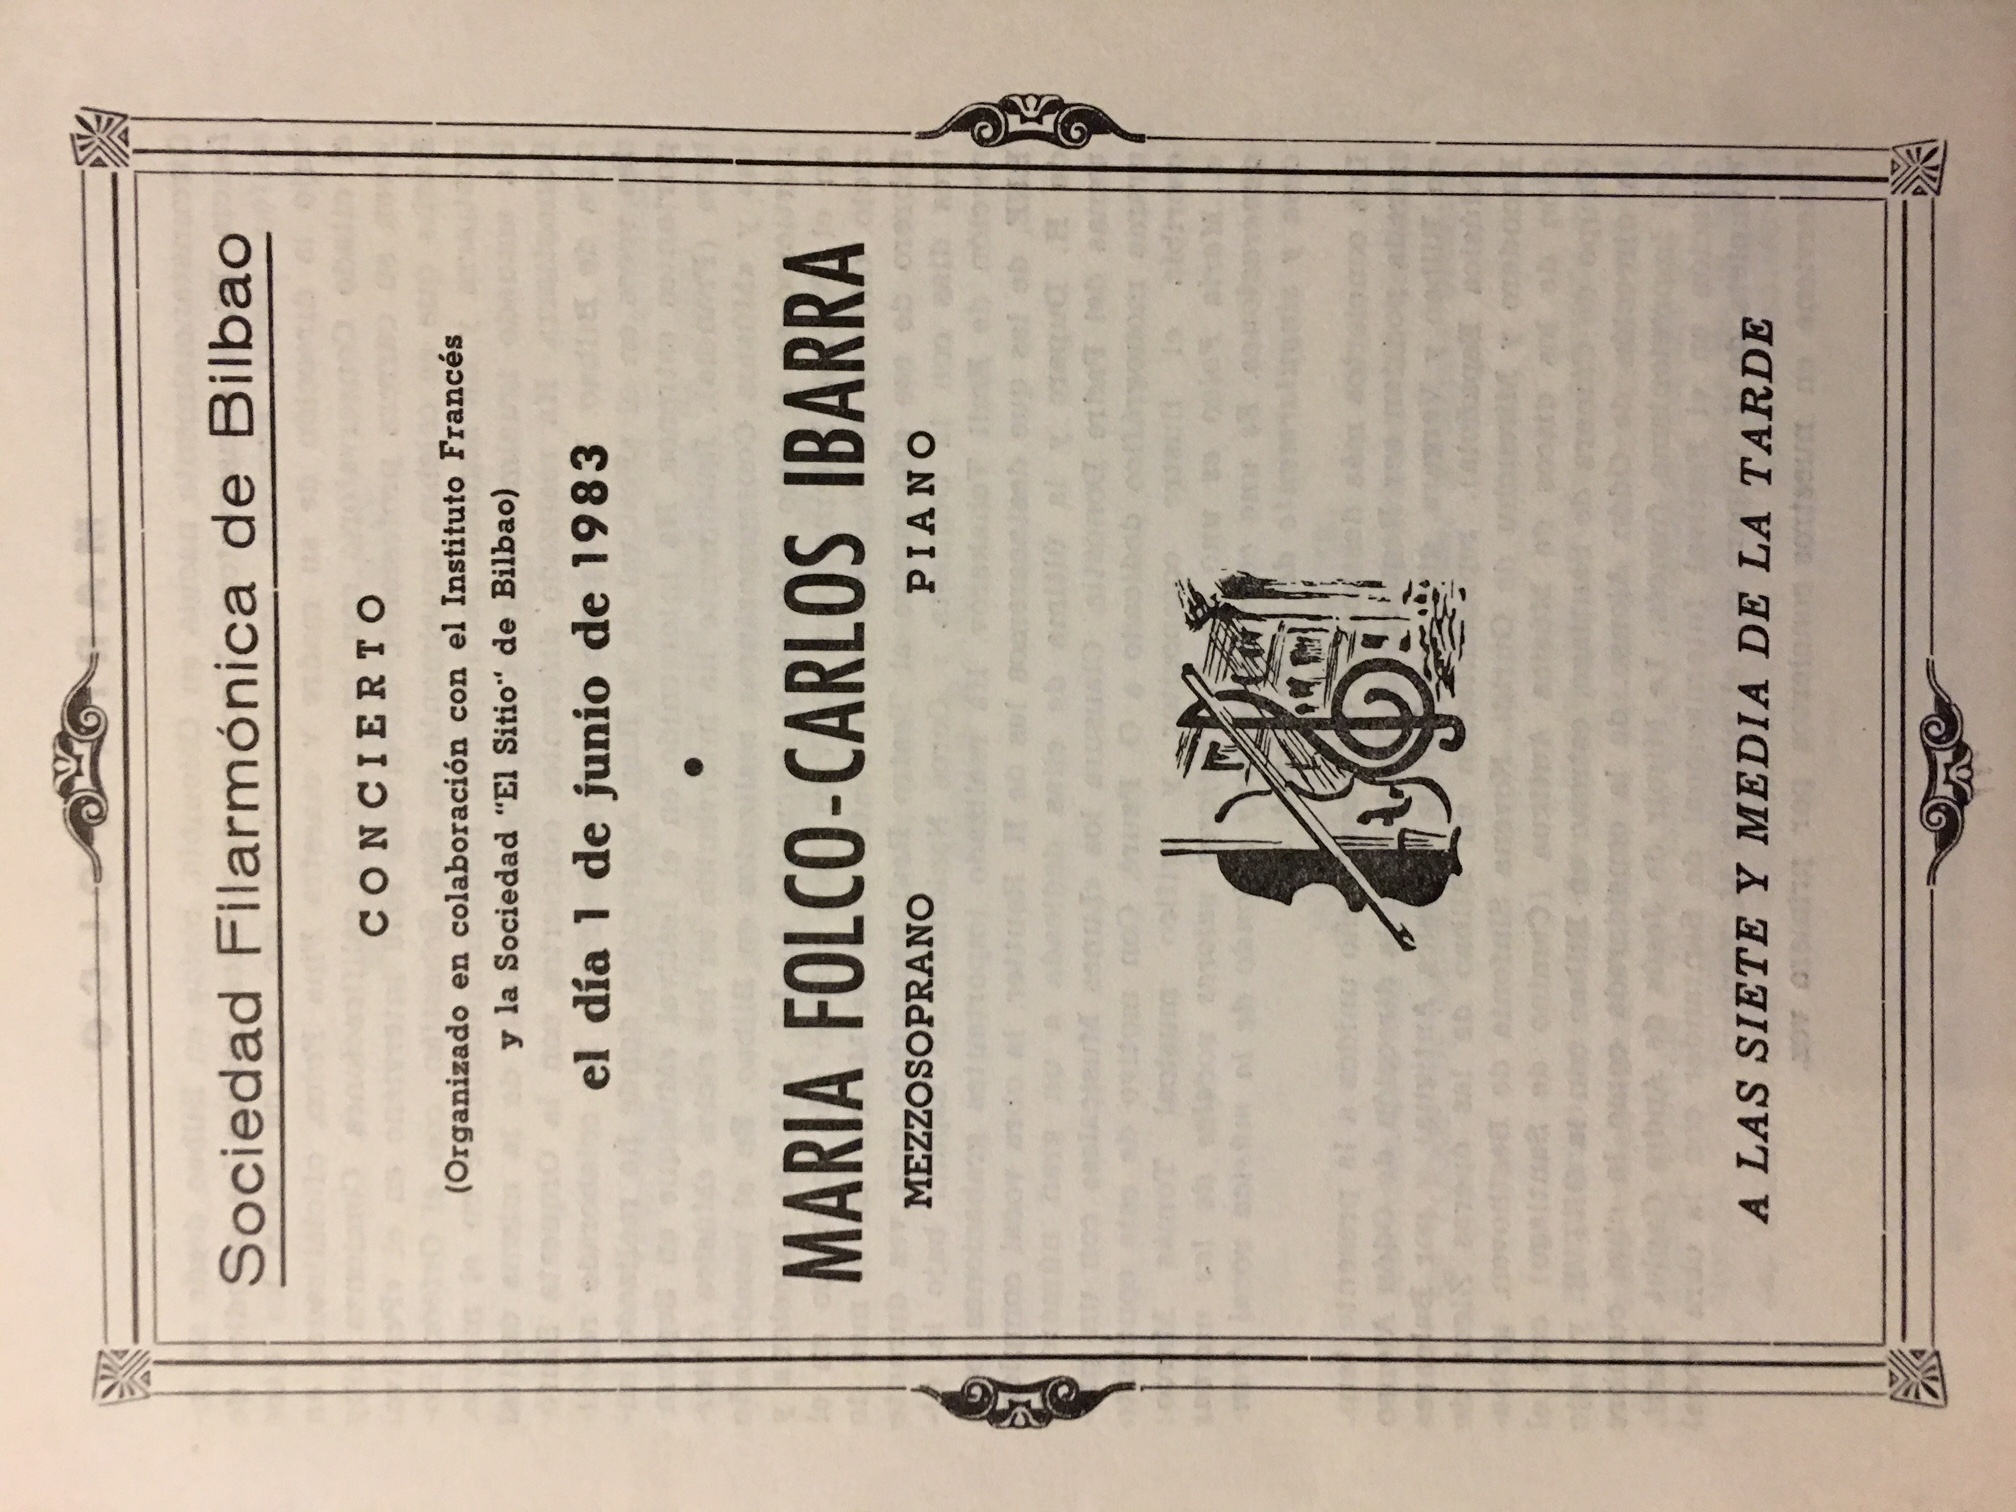 Sociedad Filarmónica de Bilbao
CONCIERTO
(Organizado en colaboración con el Instituto Francés
y la Sociedad "El Sitio" de Bilbao)
el día 1 de junio de 1983
MARIA FOLCO-CARLOS IBARRA
MEZZOSOPRANO PIANO
A LAS SIETE Y MEDIA DE LA TARDE